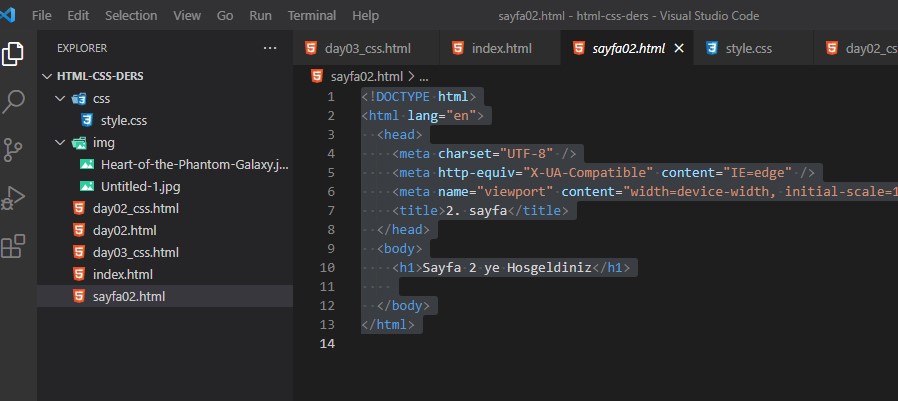 File Edit Selection View Go Run Terminal Help sayfa02.html - html-css-ders - Visual Studio Code
EXPLORER ···
day03_css.html index.html sayfa02.html style.css day02_cs
HTML-CSS-DERS
css
style.css
img
Heart-of-the-Phantom-Galaxy.j...
Untitled-1.jpg
day02_css.html
day02.html
day03_css.html
index.html
sayfa02.html
sayfa02.html > ...
1 <!DOCTYPE html>
2 <html lang="en">
3 <head>
4 <meta charset="UTF-8" />
5 <meta http-equiv="X-UA-Compatible" content="IE=edge" />
6 <meta name="viewport" content="width=device-width, initial-scale=1
7 <title>2. sayfa</title>
8 </head>
9 <body>
10 <h1>Sayfa 2 ye Hosgeldiniz</h1>
11
12 </body>
13 </html>
14